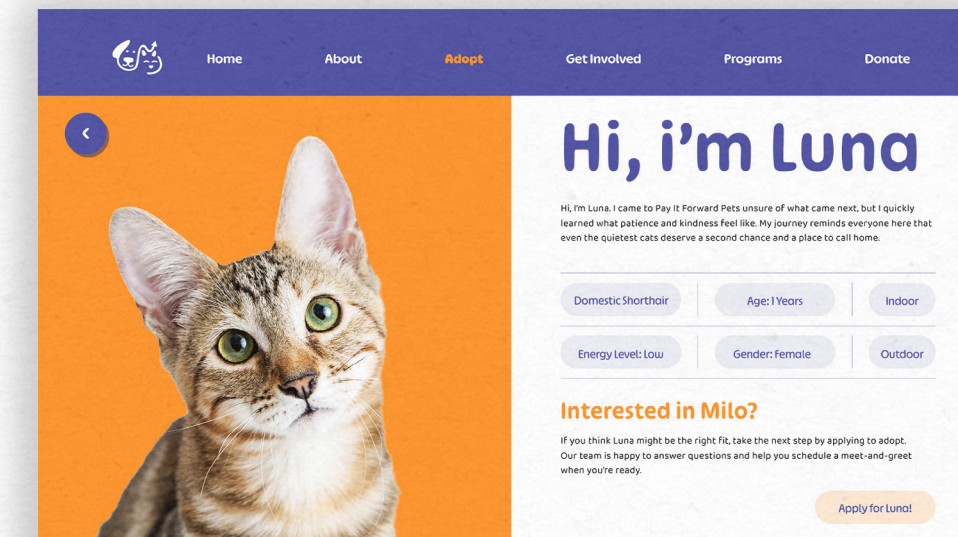 Home About Adopt Get Involved Programs Donate
Hi, i'm Luna
Hi, I'm Luna. I came to Pay It Forward Pets unsure of what came next, but I quickly
learned what patience and kindness feel like. My journey reminds everyone here that
even the quietest cats deserve a second chance and a place to call home.
Domestic Shorthair Age: 1 Years Indoor
Energy Level: Low Gender: Female Outdoor
Interested in Milo?
If you think Luna might be the right fit, take the next step by applying to adopt.
Our team is happy to answer questions and help you schedule a meet-and-greet
when you're ready.
Apply for Luna!